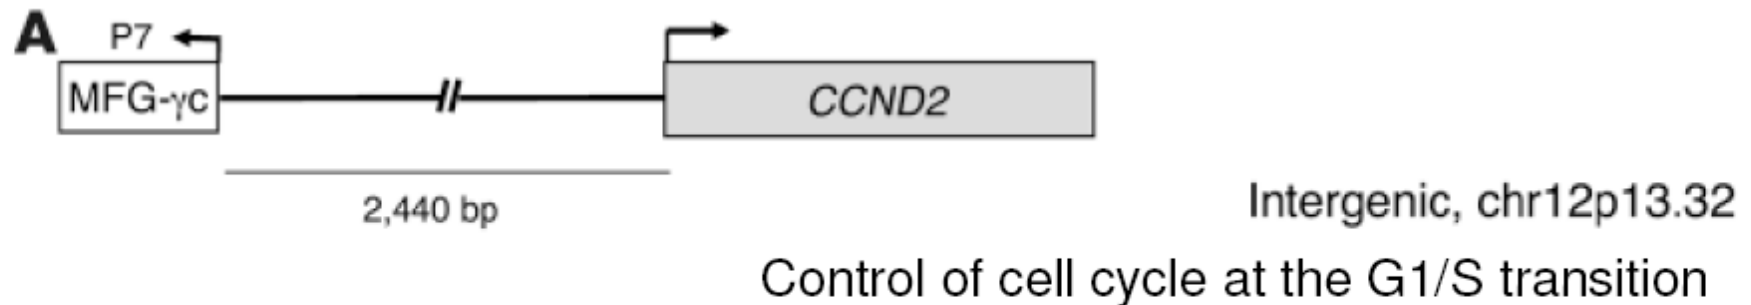 A
P7
MFG-γc
CCND2
2,440 bp
Intergenic, chr12p13.32
Control of cell cycle at the G1/S transition